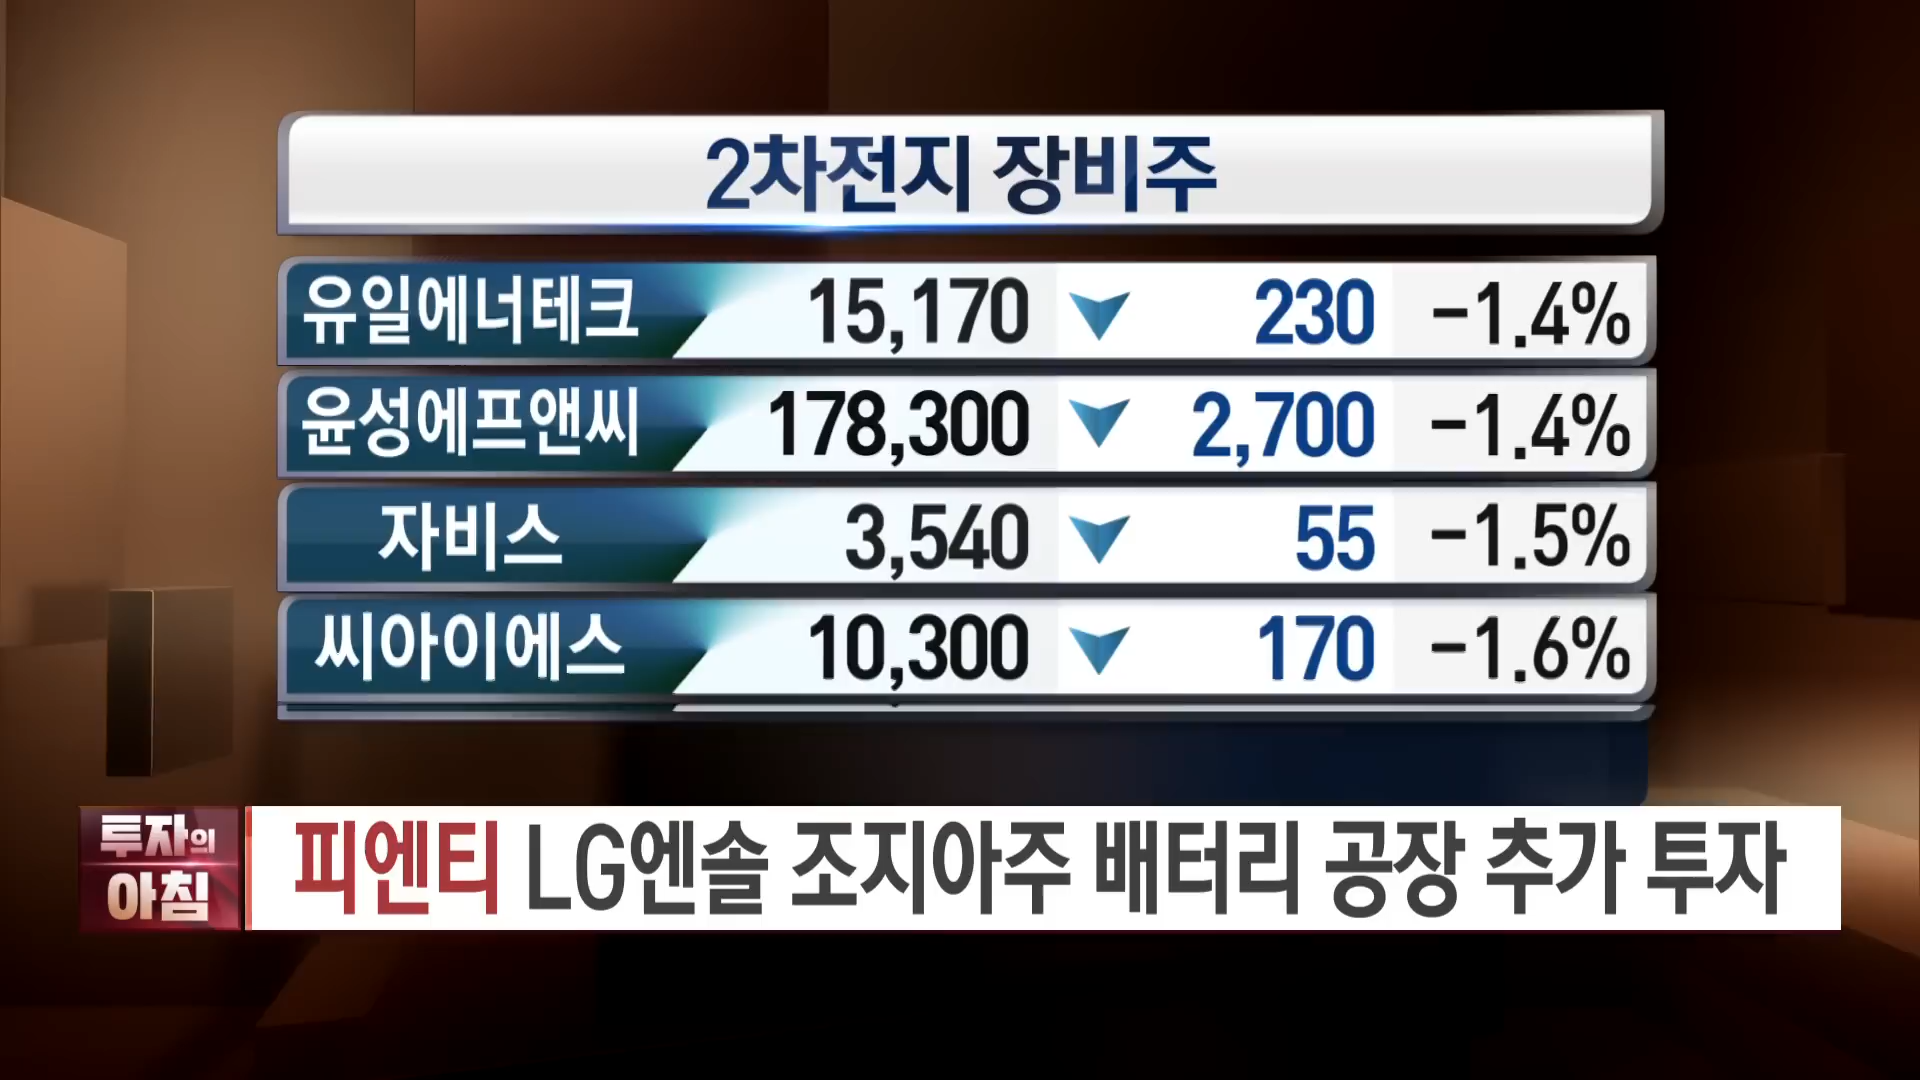 2차전지 장비주
유일에너테크 15,170 ▼ 230 -1.4%
윤성에프앤씨 178,300 ▼ 2,700 -1.4%
자비스 3,540 ▼ 55 -1.5%
씨아이에스 10,300 ▼ 170 -1.6%
투자의
아침
피엔티 LG엔솔 조지아주 배터리 공장 추가 투자